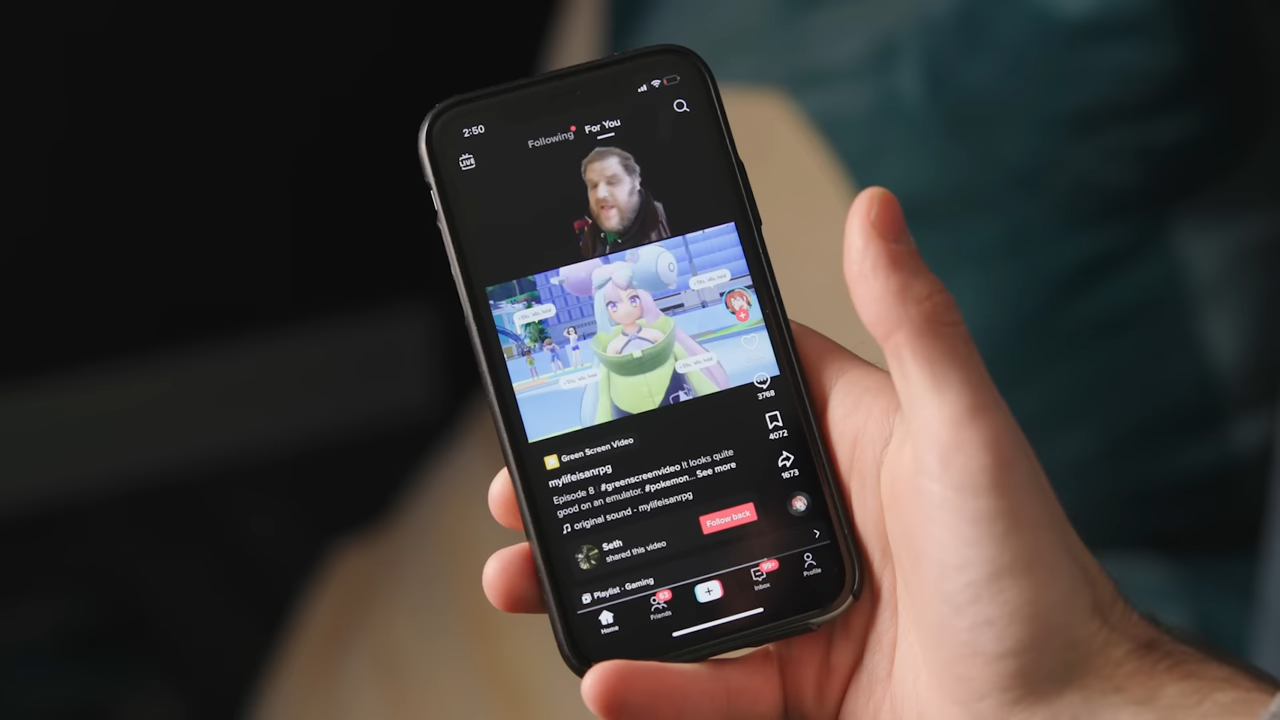 2:50
Following
For You
LIVE
3768
4072
1673
Green Screen Video
mylifeisanrpg
Episode 8 | #greenscreenvideo It looks quite
good on an emulator. #pokemon... See more
original sound - mylifeisanrpg
Seth
shared this video
Follow back
Playlist - Gaming
Home
53
Friends
99+
Inbox
Profile